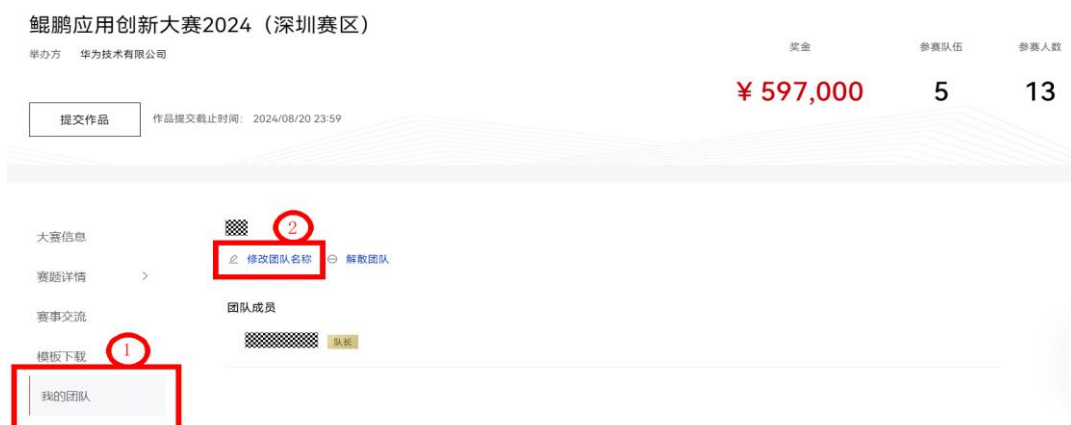 鲲鹏应用创新大赛2024（深圳赛区）
举办方 华为技术有限公司
奖金 参赛队伍 参赛人数
¥ 597,000 5 13
提交作品 作品提交截止时间： 2024/08/20 23:59
大赛信息
赛题详情
赛事交流
模板下载
1
我的团队
2
修改团队名称 解散团队
团队成员
队长